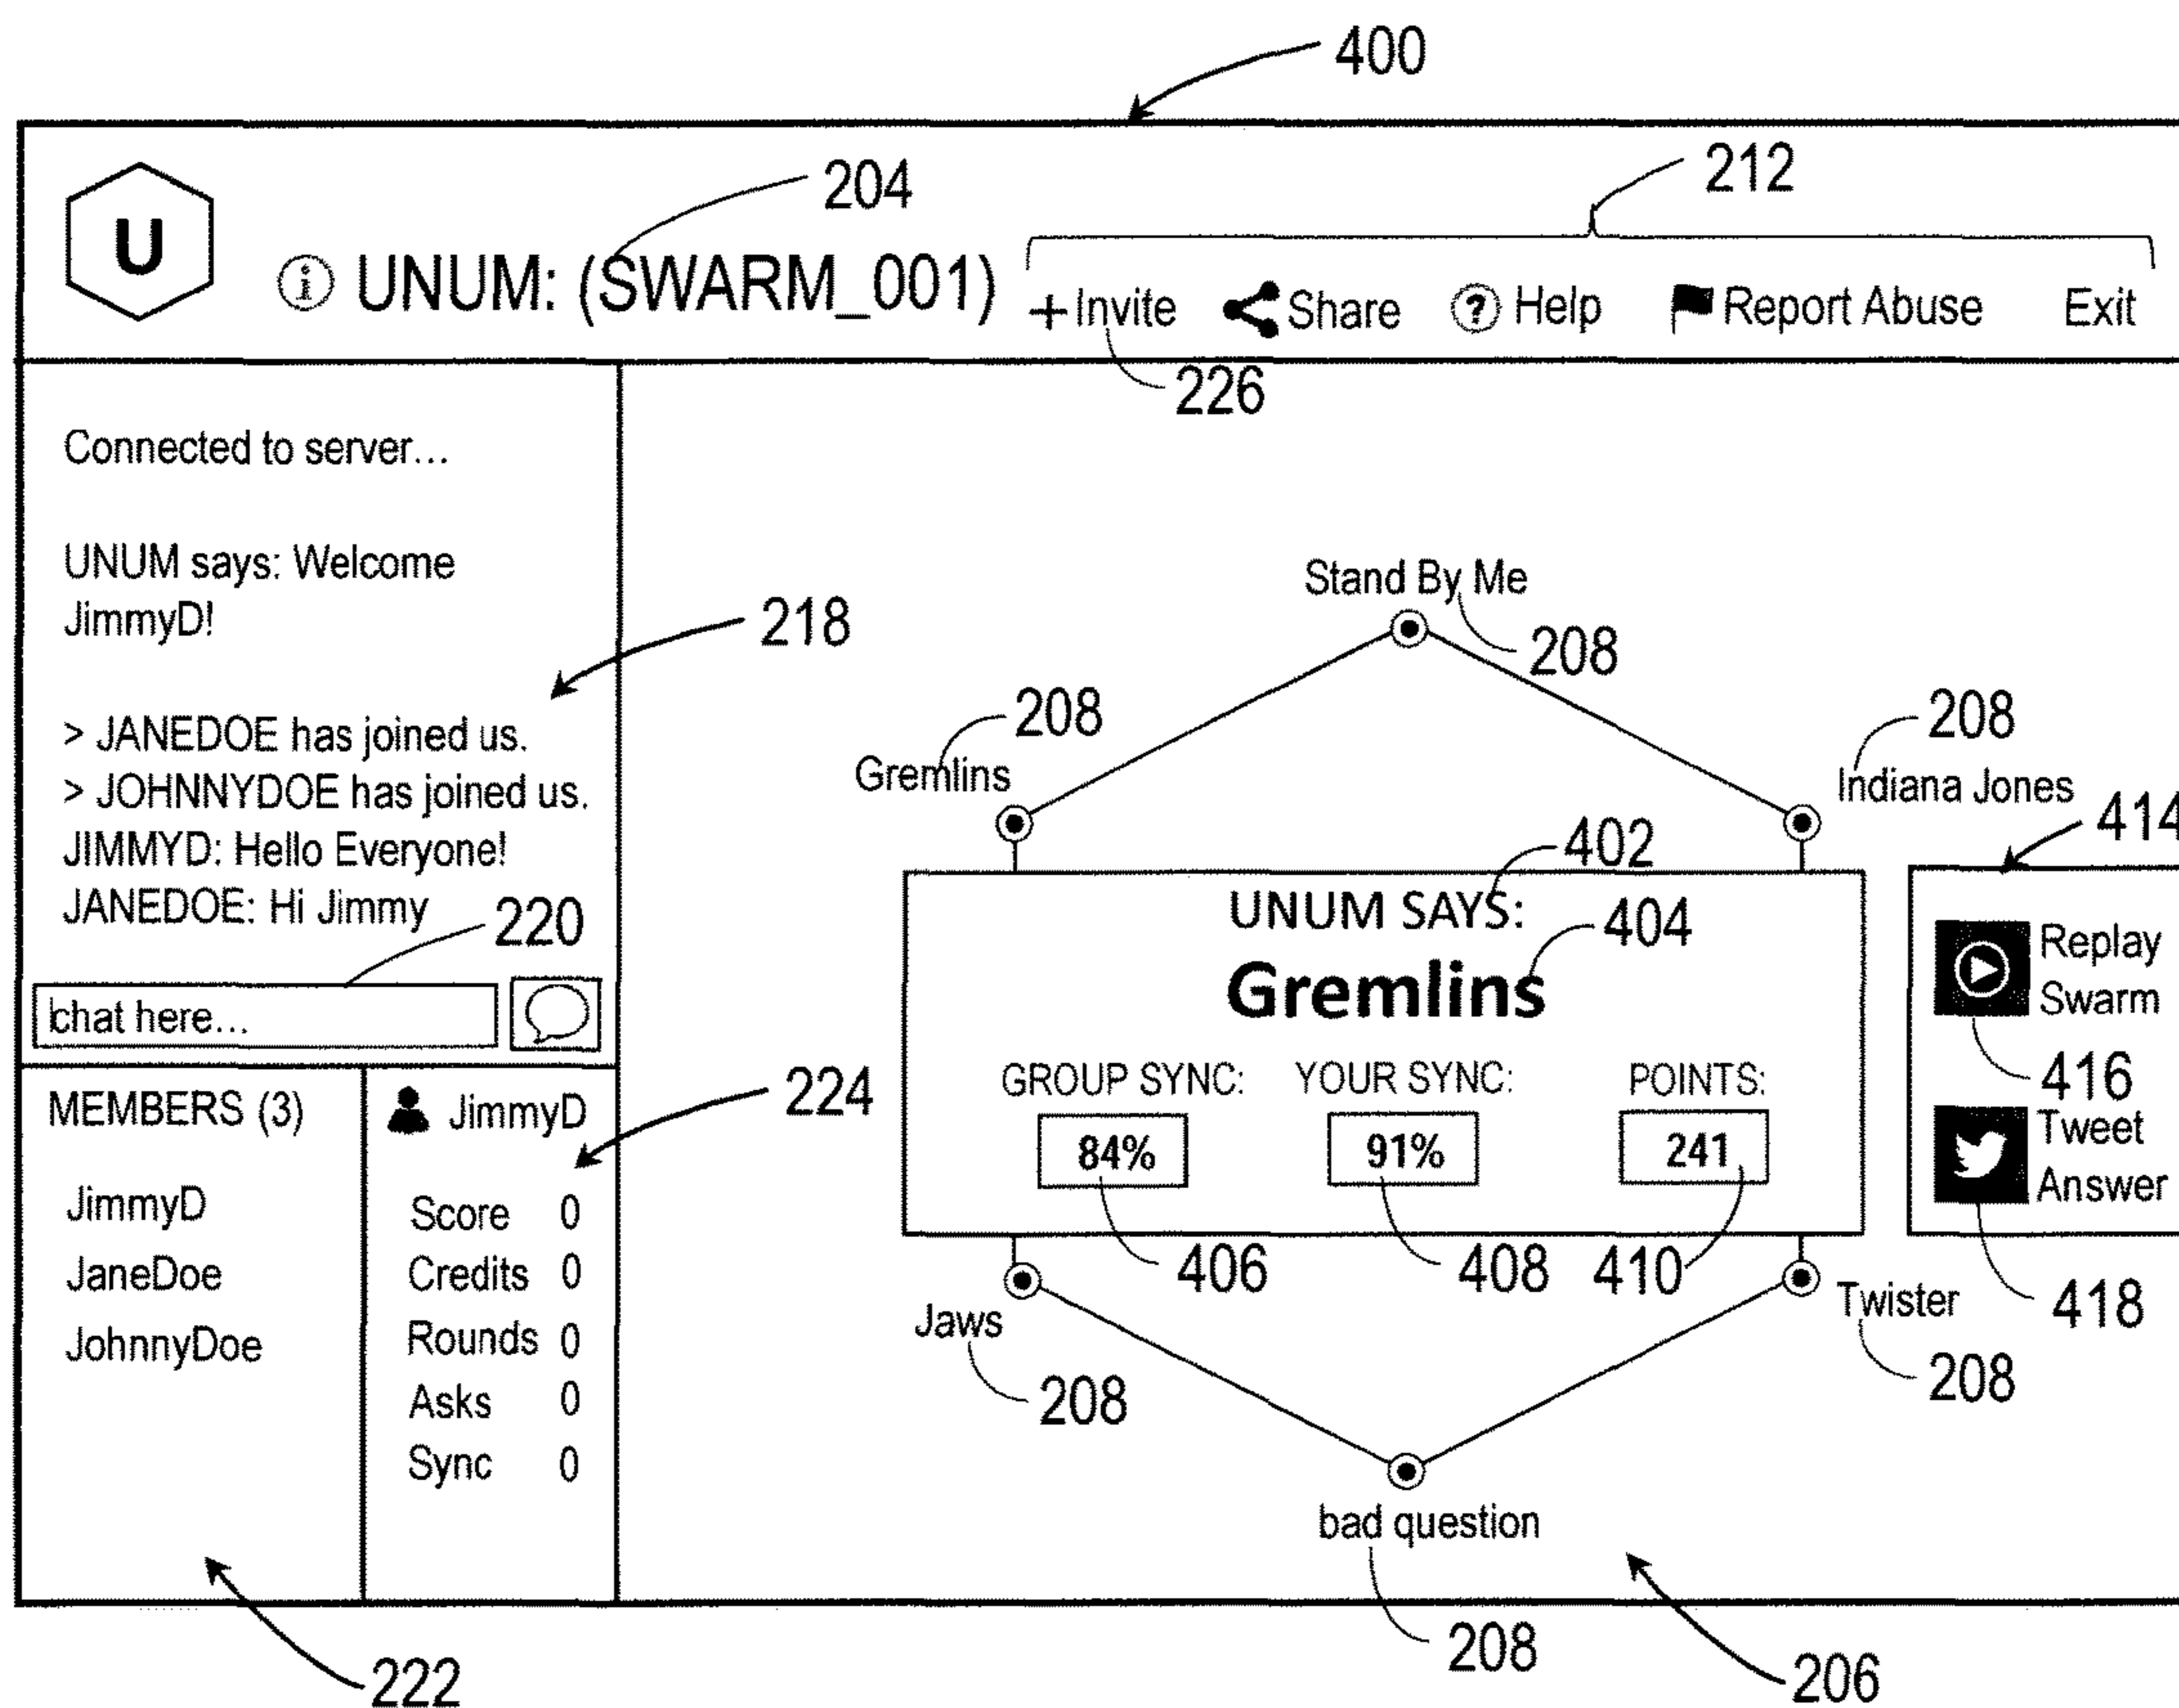 400
204
212
U
i UNUM: (SWARM_001)
+ Invite
Share
? Help
Report Abuse
Exit
226
Connected to server...
UNUM says: Welcome
JimmyD!
218
> JANEDOE has joined us.
> JOHNNYDOE has joined us.
JIMMYD: Hello Everyone!
JANEDOE: Hi Jimmy
220
chat here...
MEMBERS (3)
JimmyD
JaneDoe
JohnnyDoe
222
JimmyD
224
Score 0
Credits 0
Rounds 0
Asks 0
Sync 0
Stand By Me
208
208
Gremlins
208
Indiana Jones
414
402
UNUM SAYS:
404
Gremlins
GROUP SYNC: YOUR SYNC: POINTS:
84% 91% 241
406 408 410
Replay
Swarm
416
Tweet
Answer
418
Jaws
208
Twister
208
bad question
208
206